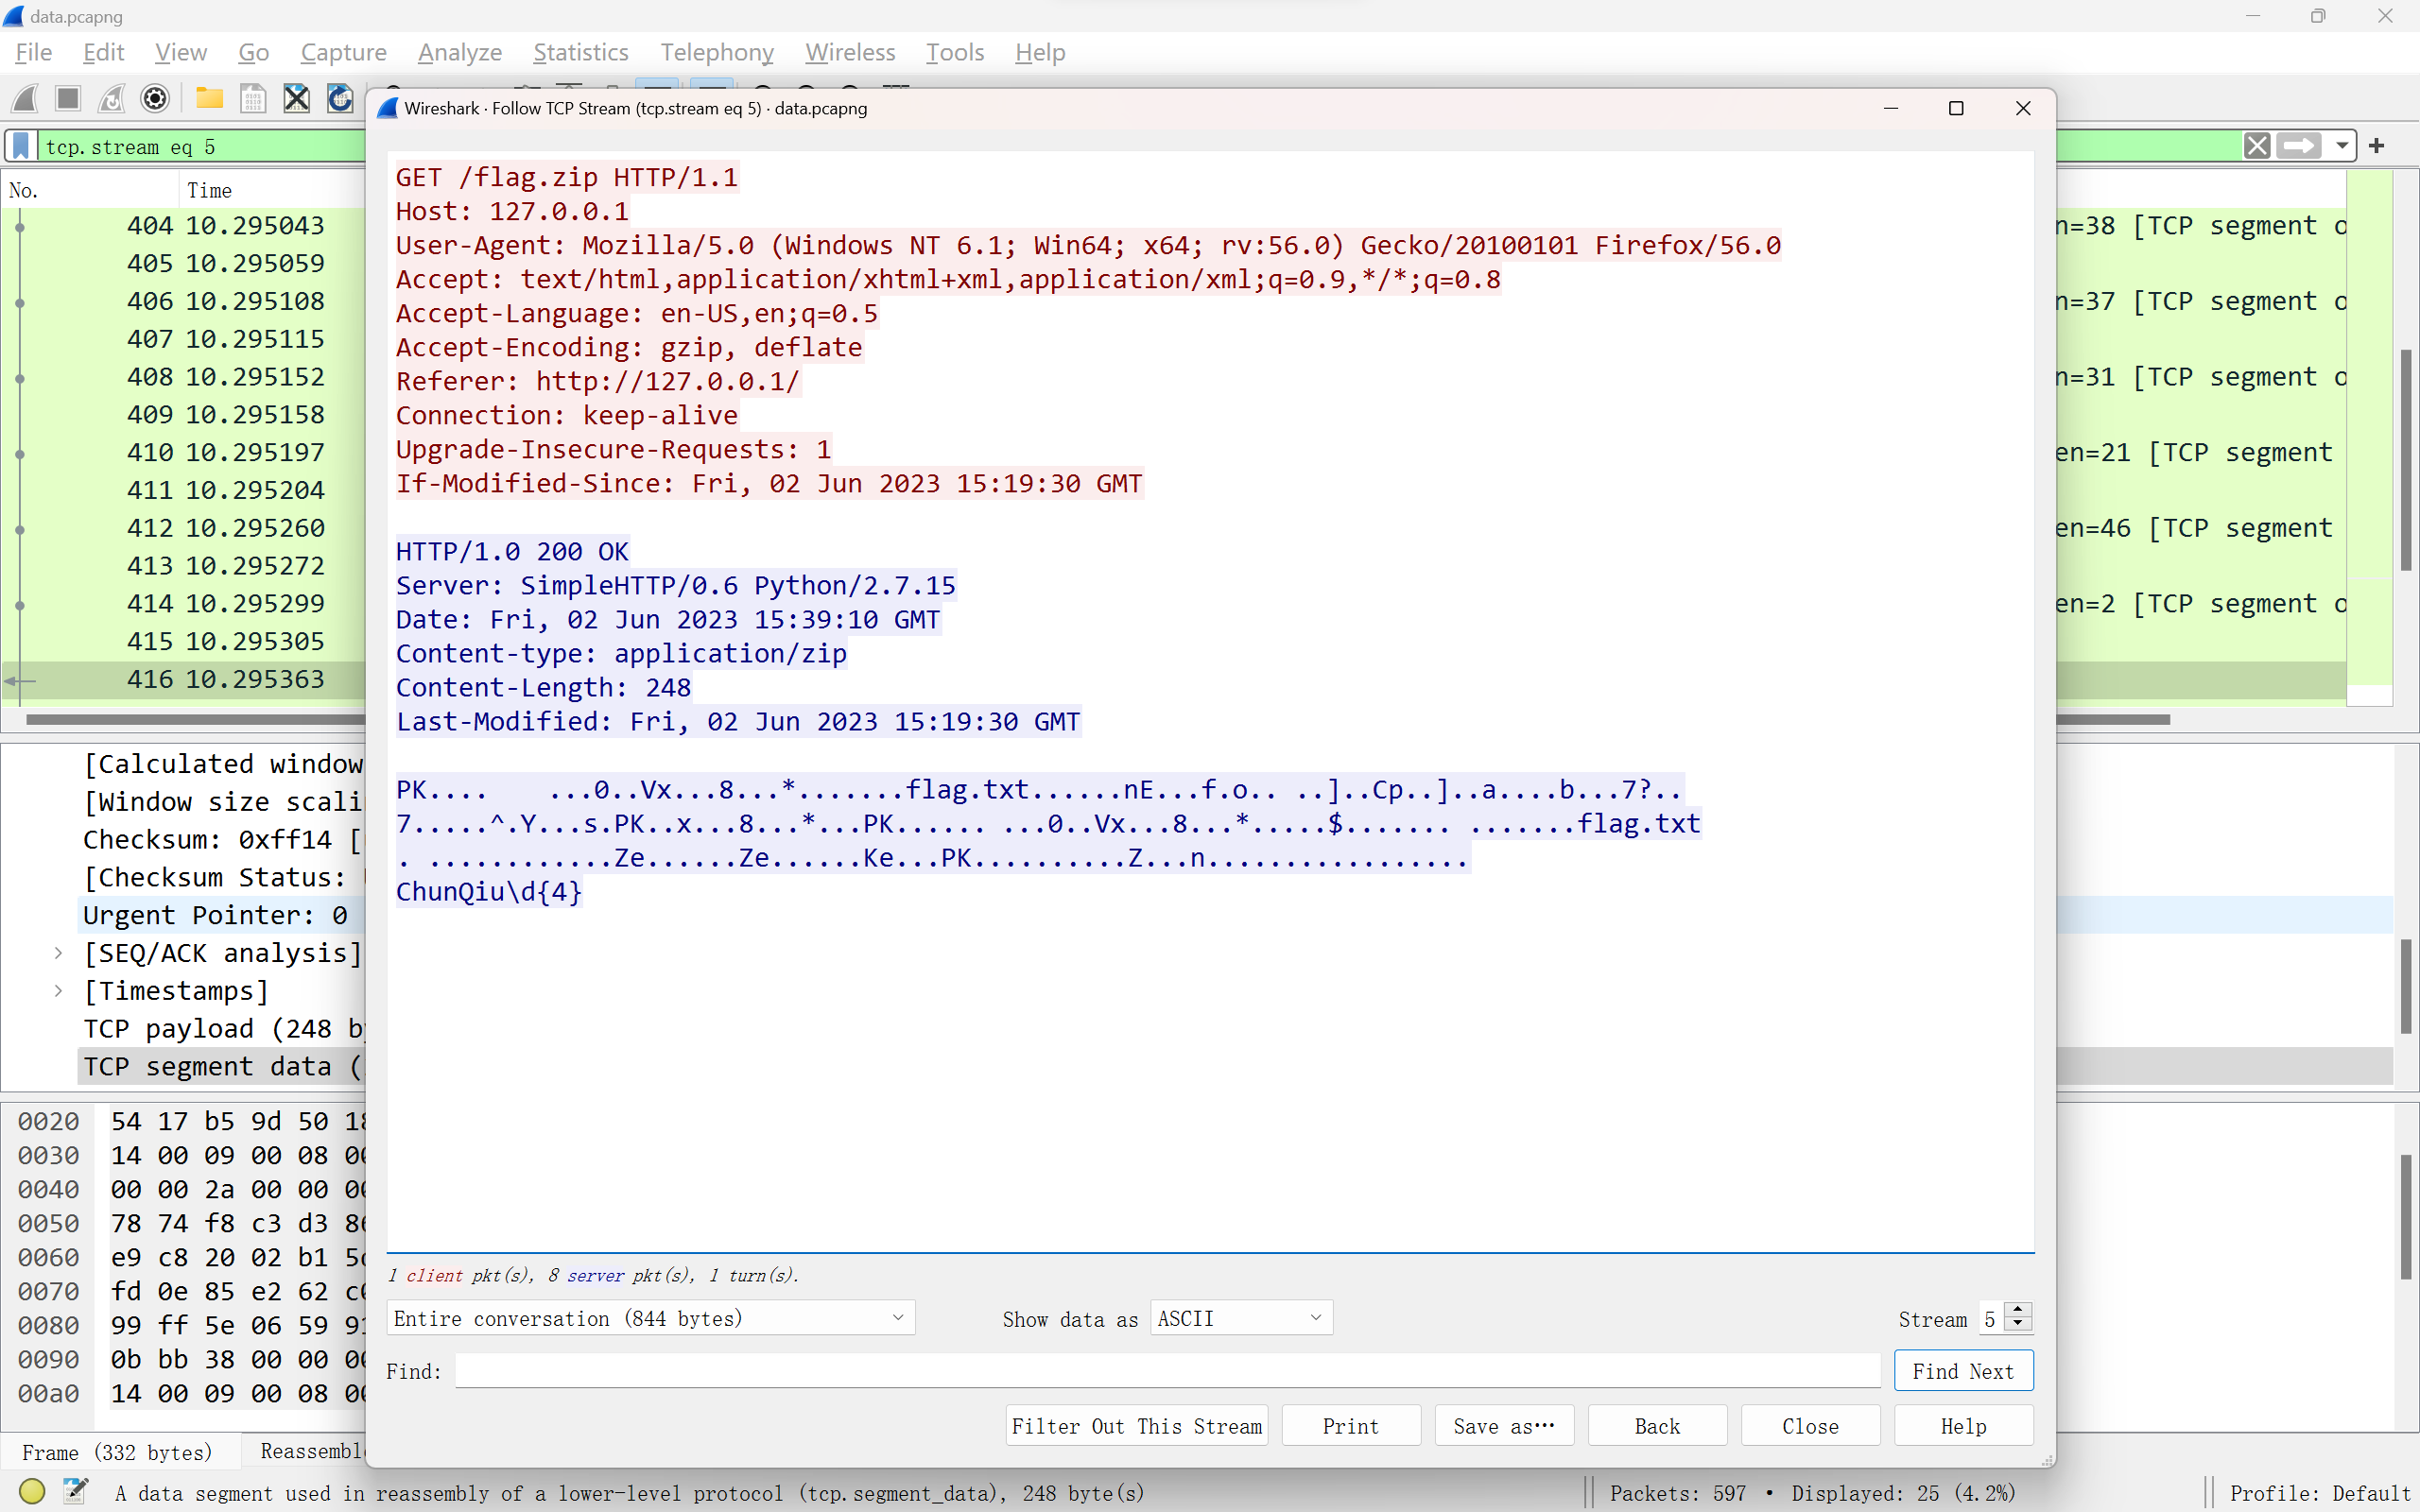 data.pcapng
File Edit View Go Capture Analyze Statistics Telephony Wireless Tools Help
Wireshark · Follow TCP Stream (tcp.stream eq 5) · data.pcapng
tcp.stream eq 5
No. Time
404 10.295043
405 10.295059
406 10.295108
407 10.295115
408 10.295152
409 10.295158
410 10.295197
411 10.295204
412 10.295260
413 10.295272
414 10.295299
415 10.295305
416 10.295363
n=38 [TCP segment o
n=37 [TCP segment o
n=31 [TCP segment o
en=21 [TCP segment
en=46 [TCP segment
en=2 [TCP segment o
GET /flag.zip HTTP/1.1
Host: 127.0.0.1
User-Agent: Mozilla/5.0 (Windows NT 6.1; Win64; x64; rv:56.0) Gecko/20100101 Firefox/56.0
Accept: text/html,application/xhtml+xml,application/xml;q=0.9,*/*;q=0.8
Accept-Language: en-US,en;q=0.5
Accept-Encoding: gzip, deflate
Referer: http://127.0.0.1/
Connection: keep-alive
Upgrade-Insecure-Requests: 1
If-Modified-Since: Fri, 02 Jun 2023 15:19:30 GMT
HTTP/1.0 200 OK
Server: SimpleHTTP/0.6 Python/2.7.15
Date: Fri, 02 Jun 2023 15:39:10 GMT
Content-type: application/zip
Content-Length: 248
Last-Modified: Fri, 02 Jun 2023 15:19:30 GMT
PK....    ...0..Vx...8...*.......flag.txt......nE...f.o.. ..]..Cp..]..a....b...7?..
7.....^.Y...s.PK..x...8...*...PK...... ...0..Vx...8...*.....$....... .......flag.txt
. ............Ze......Ze......Ke...PK..........Z...n.................
ChunQiu\d{4}
[Calculated window
[Window size scali
Checksum: 0xff14 [
[Checksum Status:
Urgent Pointer: 0
[SEQ/ACK analysis]
[Timestamps]
TCP payload (248 b
TCP segment data (
0020 54 17 b5 9d 50 18
0030 14 00 09 00 08 00
0040 00 00 2a 00 00 00
0050 78 74 f8 c3 d3 86
0060 e9 c8 20 02 b1 5d
0070 fd 0e 85 e2 62 c0
0080 99 ff 5e 06 59 91
0090 0b bb 38 00 00 00
00a0 14 00 09 00 08 00
1 client pkt(s), 8 server pkt(s), 1 turn(s).
Entire conversation (844 bytes) Show data as ASCII Stream 5
Find: Find Next
Filter Out This Stream Print Save as… Back Close Help
Frame (332 bytes) Reassembl
A data segment used in reassembly of a lower-level protocol (tcp.segment_data), 248 byte(s) Packets: 597 · Displayed: 25 (4.2%) Profile: Default